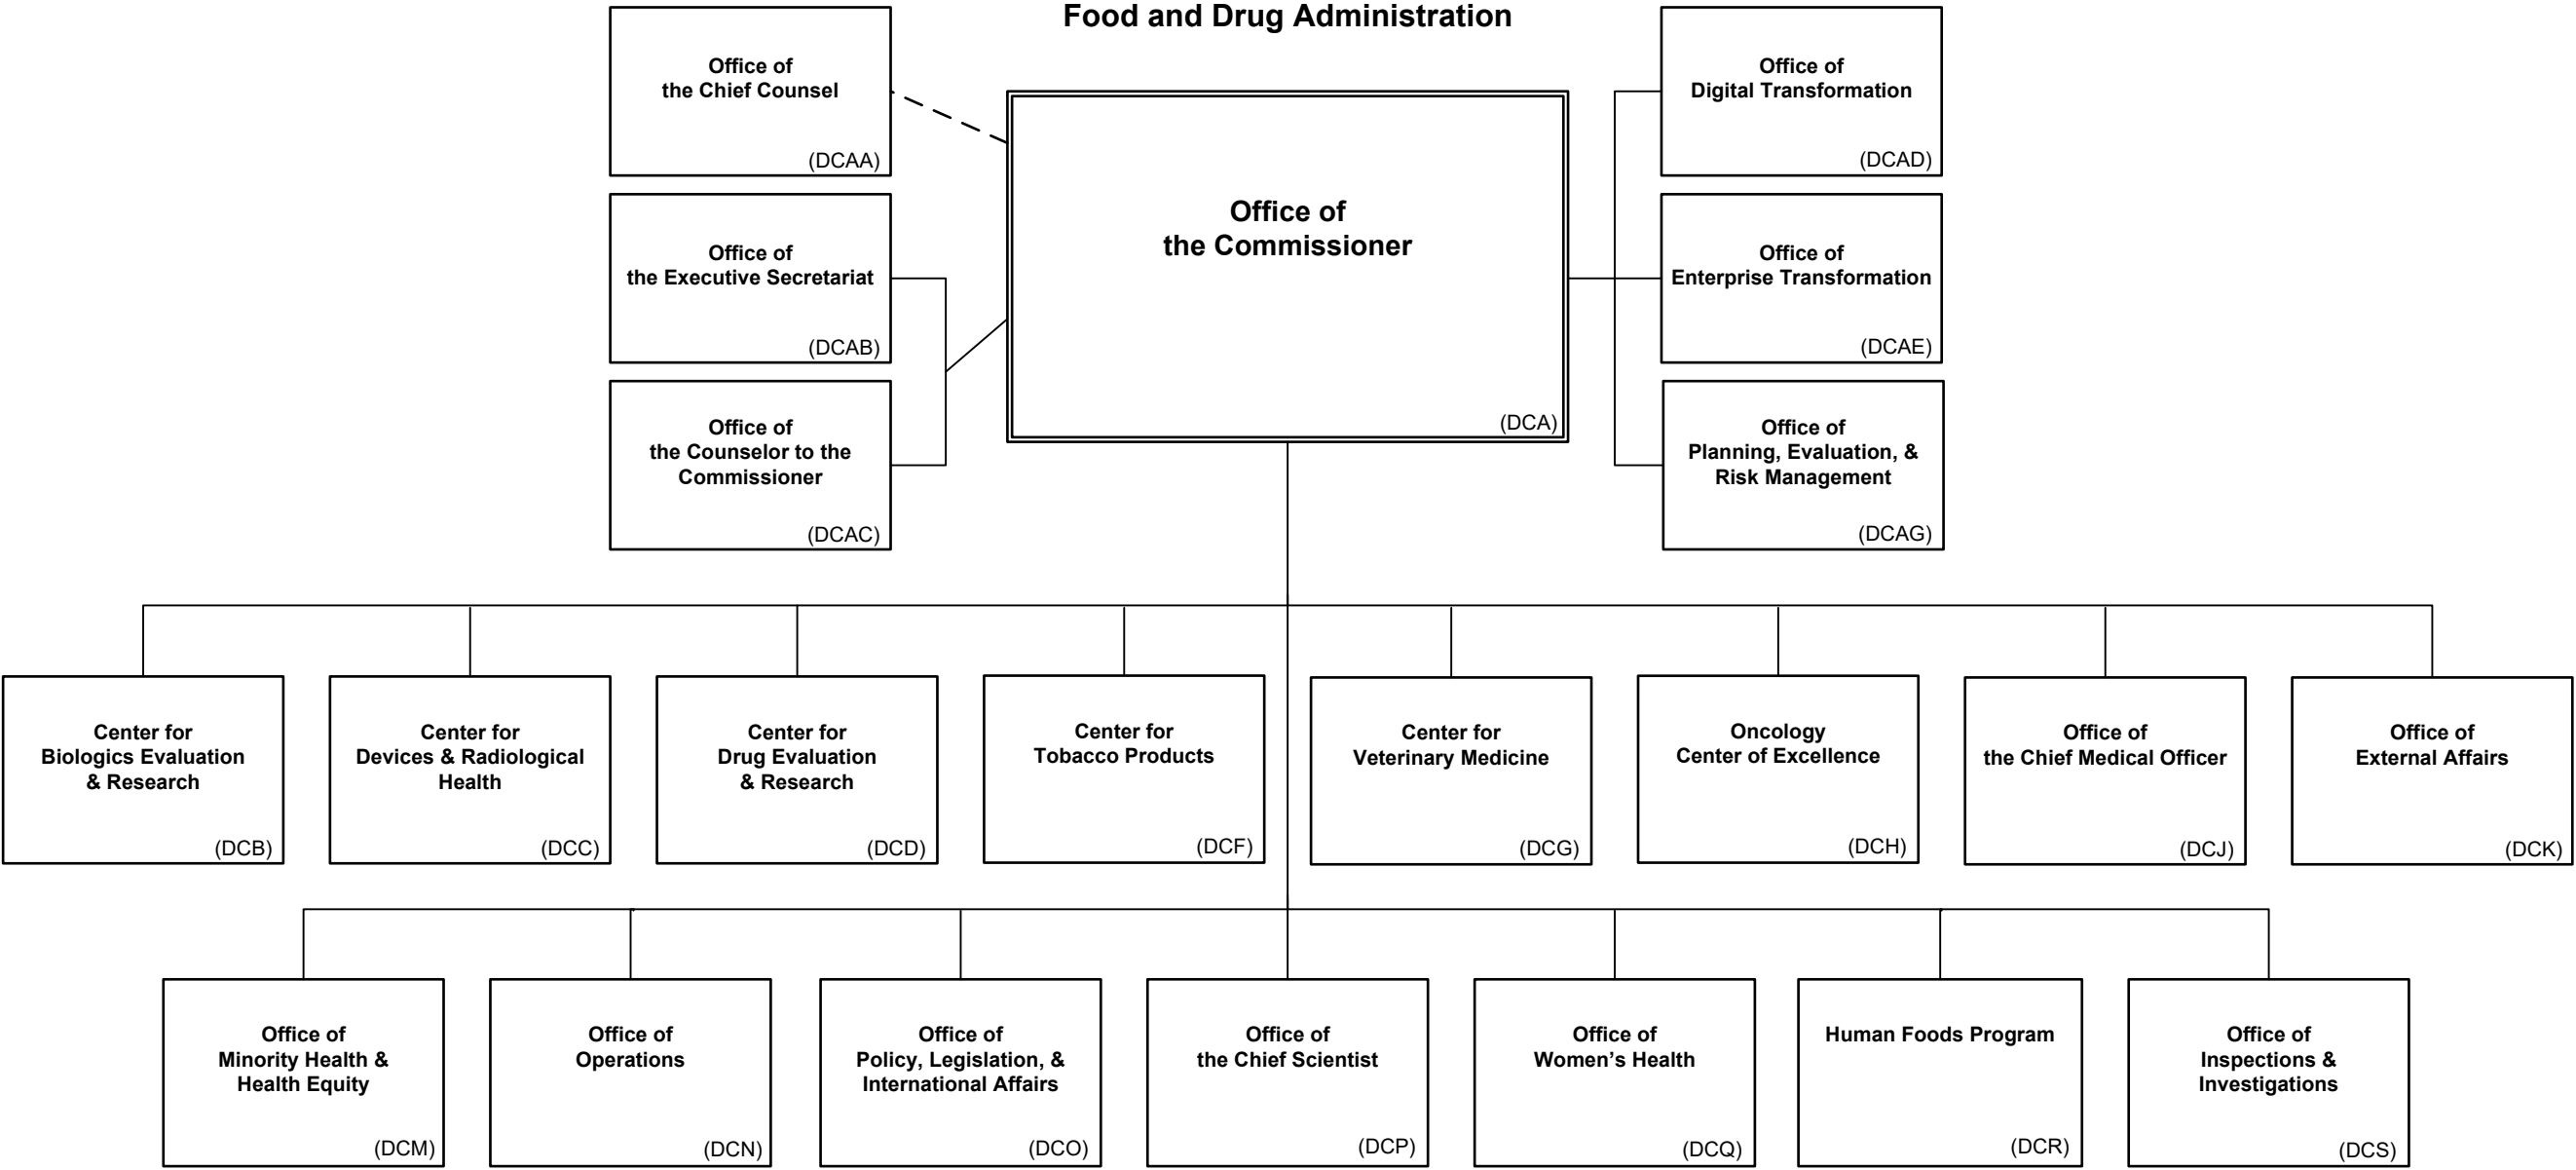 Food and Drug Administration
Office of
the Chief Counsel
(DCAA)
Office of
the Executive Secretariat
(DCAB)
Office of
the Counselor to the
Commissioner
(DCAC)
Office of
the Commissioner
(DCA)
Office of
Digital Transformation
(DCAD)
Office of
Enterprise Transformation
(DCAE)
Office of
Planning, Evaluation, &
Risk Management
(DCAG)
Center for
Biologics Evaluation
& Research
(DCB)
Center for
Devices & Radiological
Health
(DCC)
Center for
Drug Evaluation
& Research
(DCD)
Center for
Tobacco Products
(DCF)
Center for
Veterinary Medicine
(DCG)
Oncology
Center of Excellence
(DCH)
Office of
the Chief Medical Officer
(DCJ)
Office of
External Affairs
(DCK)
Office of
Minority Health &
Health Equity
(DCM)
Office of
Operations
(DCN)
Office of
Policy, Legislation, &
International Affairs
(DCO)
Office of
the Chief Scientist
(DCP)
Office of
Women’s Health
(DCQ)
Human Foods Program
(DCR)
Office of
Inspections &
Investigations
(DCS)